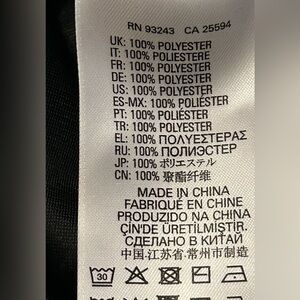 RN 93243 CA 25594
UK: 100% POLYESTER
IT: 100% POLIESTERE
FR: 100% POLYESTER
DE: 100% POLYESTER
US: 100% POLYESTER
ES-MX: 100% POLIÉSTER
PT: 100% POLIÉSTER
TR: 100% POLYESTER
EL: 100% ΠΟΛΥΕΣΤΕΡΑΣ
RU: 100% ПОЛИЭСТЕР
JP: 100% ポリエステル
CN: 100% 聚酯纤维
MADE IN CHINA
FABRIQUÉ EN CHINE
PRODUZIDO NA CHINA
ÇİN'DE ÜRETİLMİŞTİR.
СДЕЛАНО В КИТАЙ
中国.江苏省.常州市制造
30